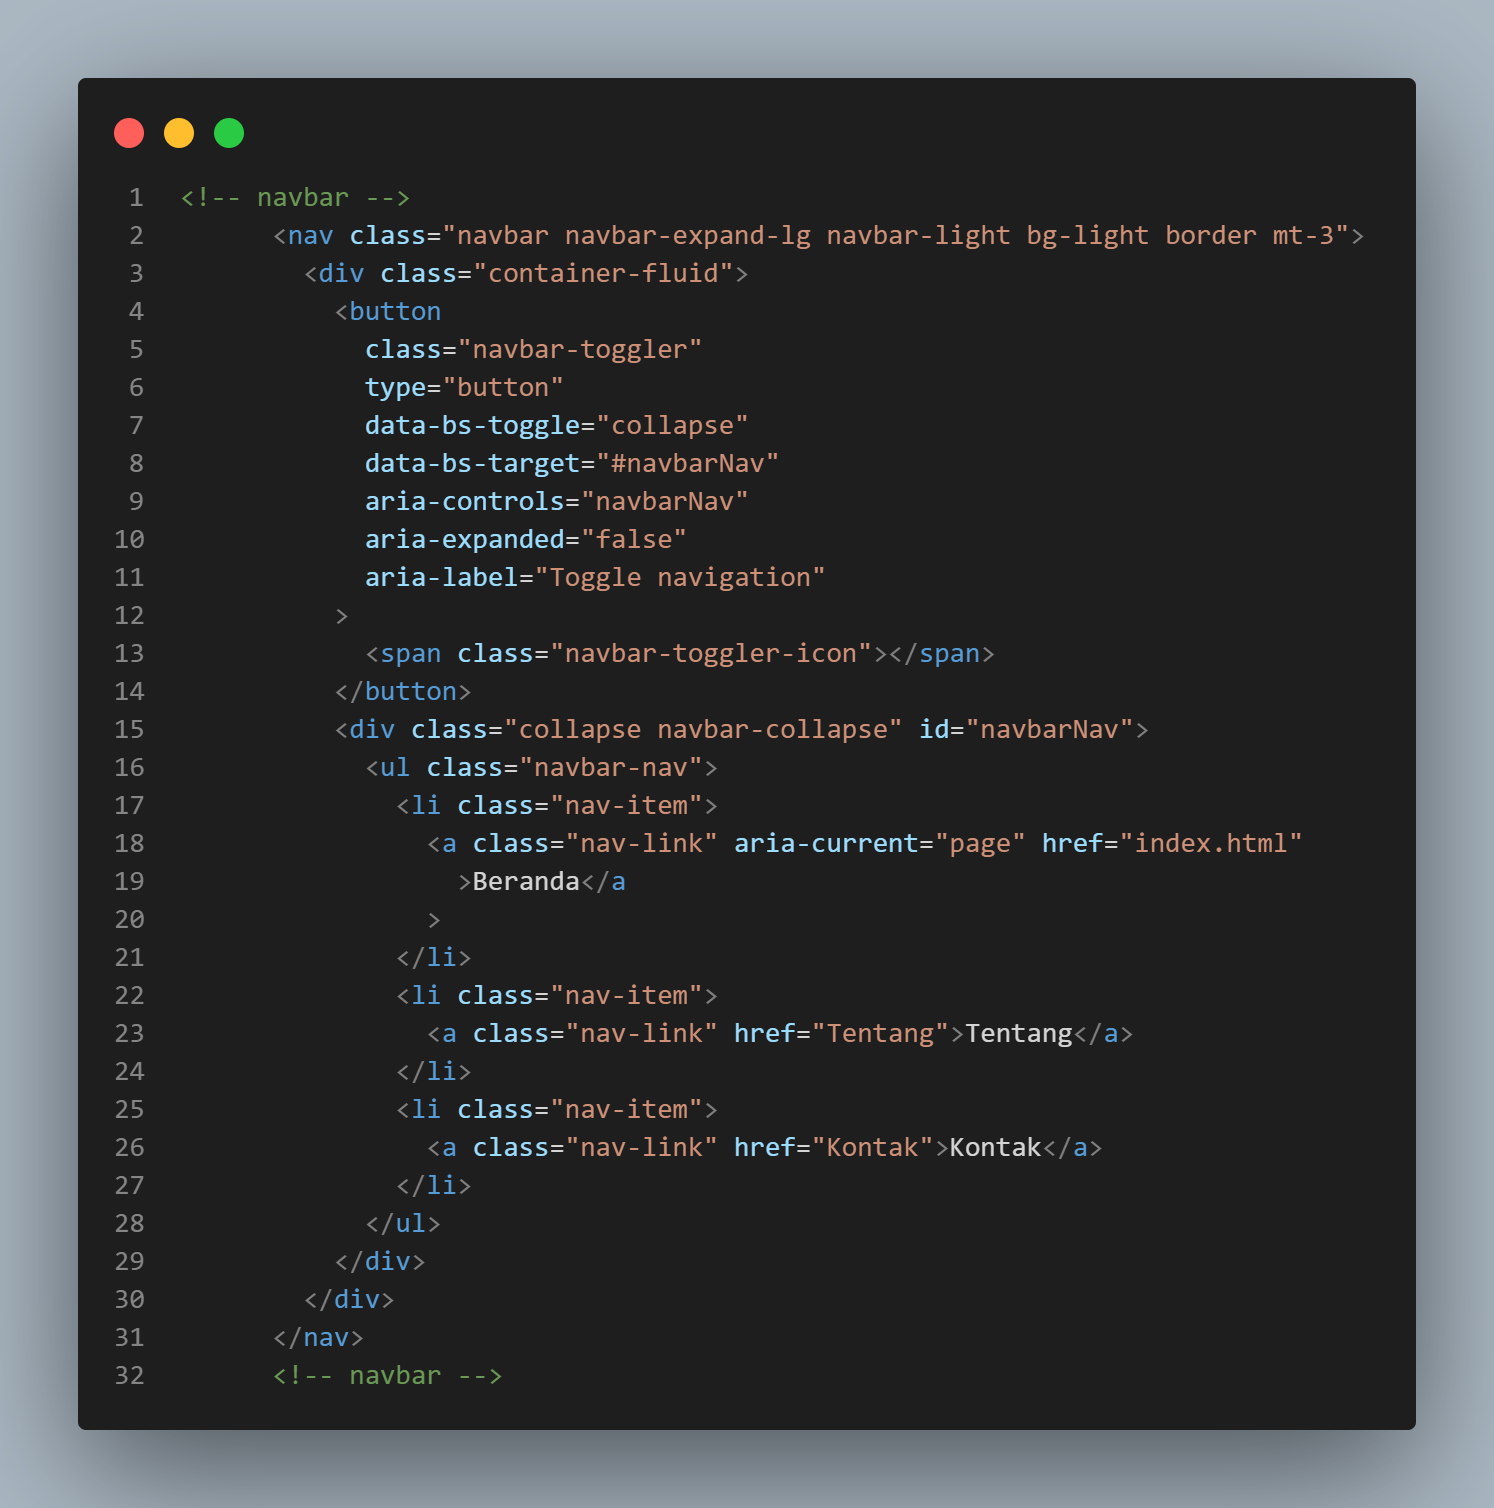 1 <!-- navbar -->
2       <nav class="navbar navbar-expand-lg navbar-light bg-light border mt-3">
3         <div class="container-fluid">
4           <button
5             class="navbar-toggler"
6             type="button"
7             data-bs-toggle="collapse"
8             data-bs-target="#navbarNav"
9             aria-controls="navbarNav"
10             aria-expanded="false"
11             aria-label="Toggle navigation"
12           >
13             <span class="navbar-toggler-icon"></span>
14           </button>
15           <div class="collapse navbar-collapse" id="navbarNav">
16             <ul class="navbar-nav">
17               <li class="nav-item">
18                 <a class="nav-link" aria-current="page" href="index.html"
19                   >Beranda</a
20                 >
21               </li>
22               <li class="nav-item">
23                 <a class="nav-link" href="Tentang">Tentang</a>
24               </li>
25               <li class="nav-item">
26                 <a class="nav-link" href="Kontak">Kontak</a>
27               </li>
28             </ul>
29           </div>
30         </div>
31       </nav>
32       <!-- navbar -->